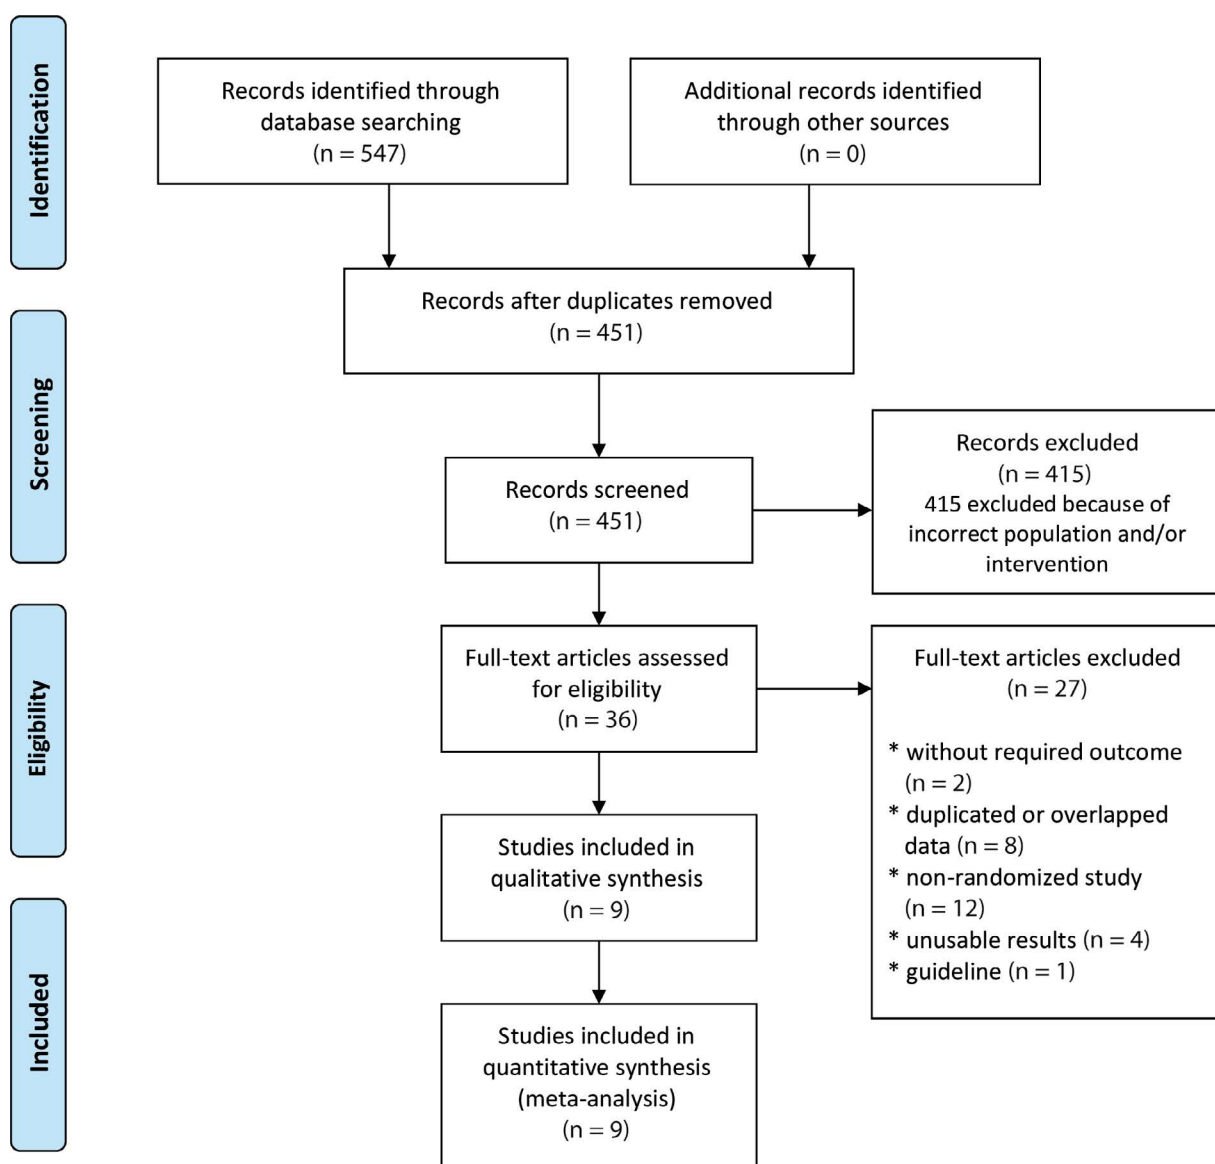 Identification
Records identified through
database searching
(n = 547)
Additional records identified
through other sources
(n = 0)
Records after duplicates removed
(n = 451)
Screening
Records screened
(n = 451)
Records excluded
(n = 415)
415 excluded because of
incorrect population and/or
intervention
Eligibility
Full-text articles assessed
for eligibility
(n = 36)
Full-text articles excluded
(n = 27)
* without required outcome
(n = 2)
* duplicated or overlapped
data (n = 8)
* non-randomized study
(n = 12)
* unusable results (n = 4)
* guideline (n = 1)
Studies included in
qualitative synthesis
(n = 9)
Included
Studies included in
quantitative synthesis
(meta-analysis)
(n = 9)